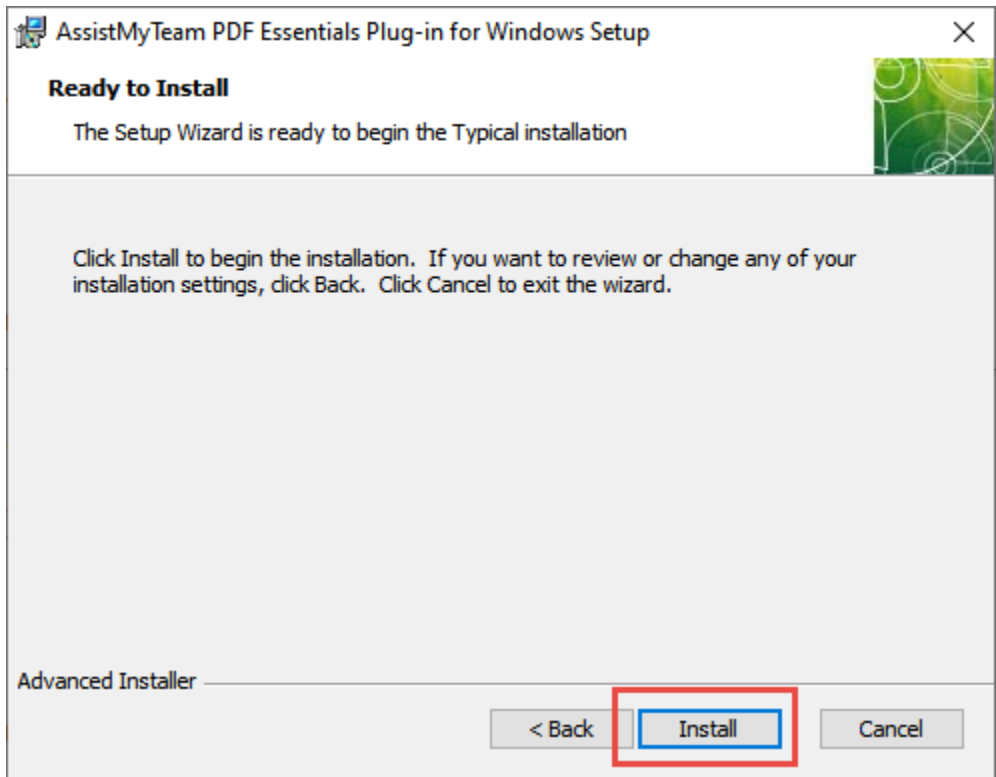 AssistMyTeam PDF Essentials Plug-in for Windows Setup
Ready to Install
The Setup Wizard is ready to begin the Typical installation
Click Install to begin the installation.  If you want to review or change any of your
installation settings, click Back.  Click Cancel to exit the wizard.
Advanced Installer
< Back
Install
Cancel